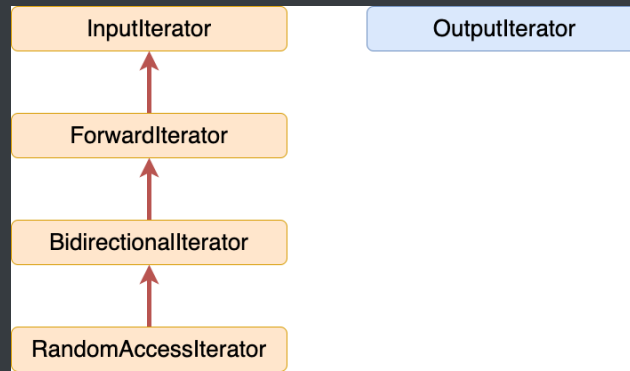 InputIterator
OutputIterator
ForwardIterator
BidirectionalIterator
RandomAccessIterator